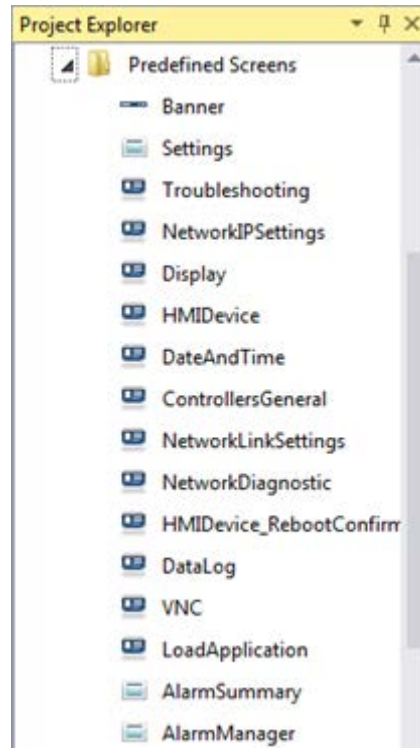 Project Explorer
Predefined Screens
Banner
Settings
Troubleshooting
NetworkIPSettings
Display
HMIDevice
DateAndTime
ControllersGeneral
NetworkLinkSettings
NetworkDiagnostic
HMIDevice_RebootConfirm
DataLog
VNC
LoadApplication
AlarmSummary
AlarmManager